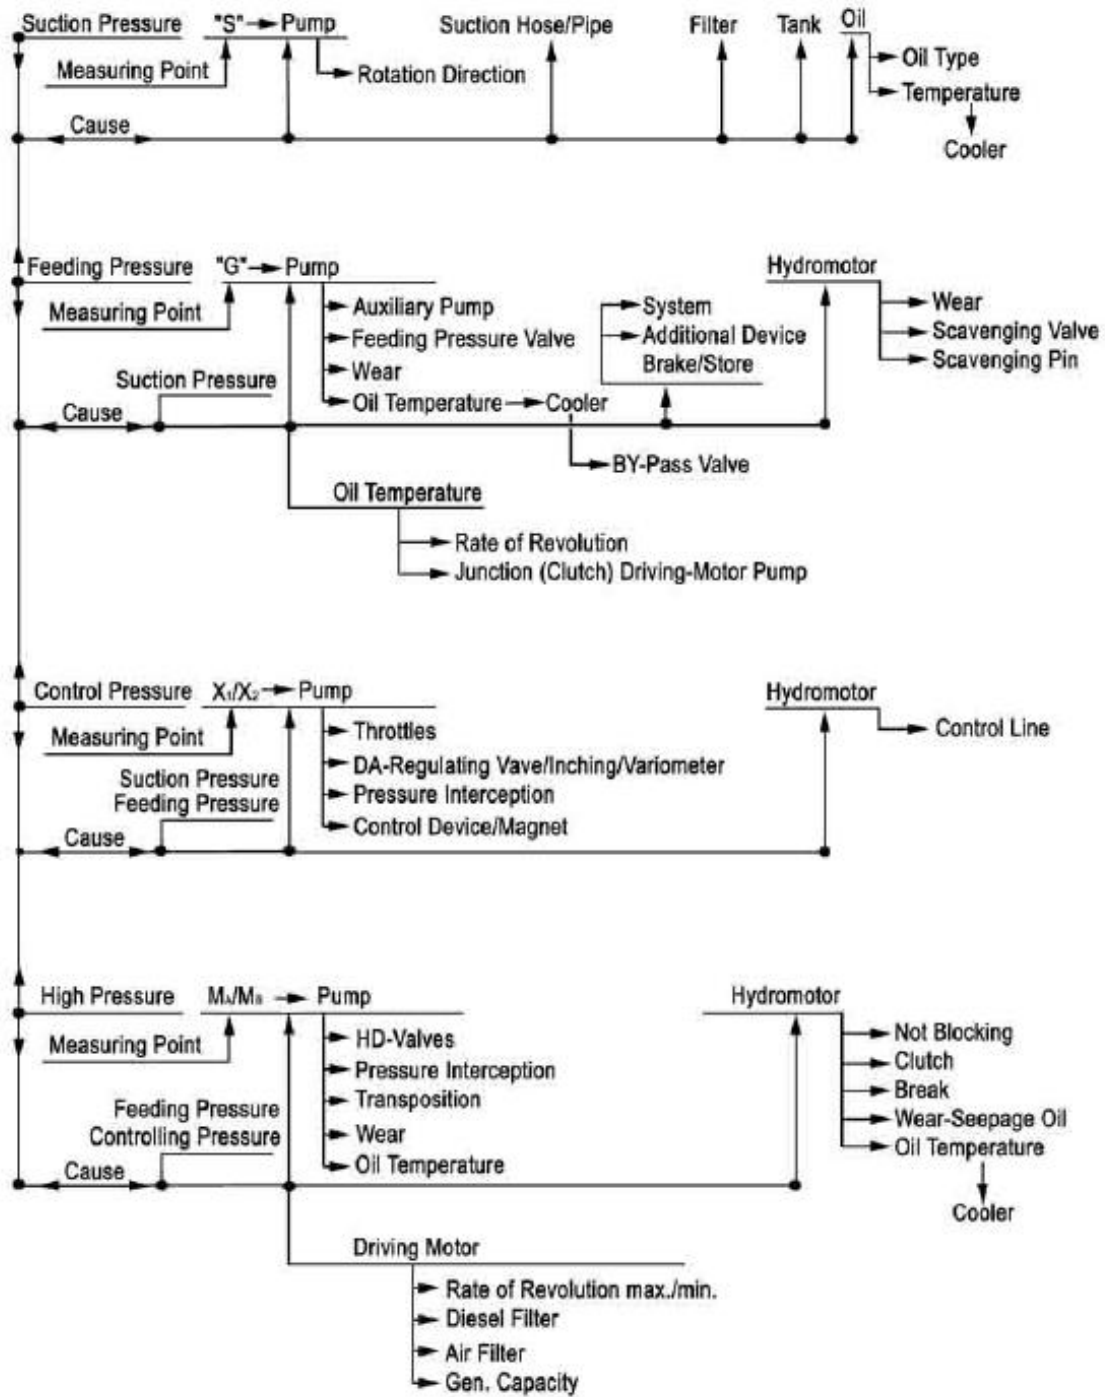 Suction Pressure "S" Pump Suction Hose/Pipe Filter Tank Oil
Measuring Point Rotation Direction Oil Type
Temperature
Cause
Cooler
Feeding Pressure "G" Pump Hydromotor
Measuring Point Auxiliary Pump System Wear
Feeding Pressure Valve Additional Device Scavenging Valve
Suction Pressure Wear Brake/Store Scavenging Pin
Cause Oil Temperature Cooler
BY-Pass Valve
Oil Temperature
Rate of Revolution
Junction (Clutch) Driving-Motor Pump
Control Pressure X₁/X₂ Pump Hydromotor
Measuring Point Throttles Control Line
Suction Pressure DA-Regulating Vave/Inching/Variometer
Feeding Pressure Pressure Interception
Cause Control Device/Magnet
High Pressure Mᴀ/Mʙ Pump Hydromotor
Measuring Point HD-Valves Not Blocking
Pressure Interception Clutch
Feeding Pressure Transposition Break
Controlling Pressure Wear Wear-Seepage Oil
Cause Oil Temperature Oil Temperature
Cooler
Driving Motor
Rate of Revolution max./min.
Diesel Filter
Air Filter
Gen. Capacity